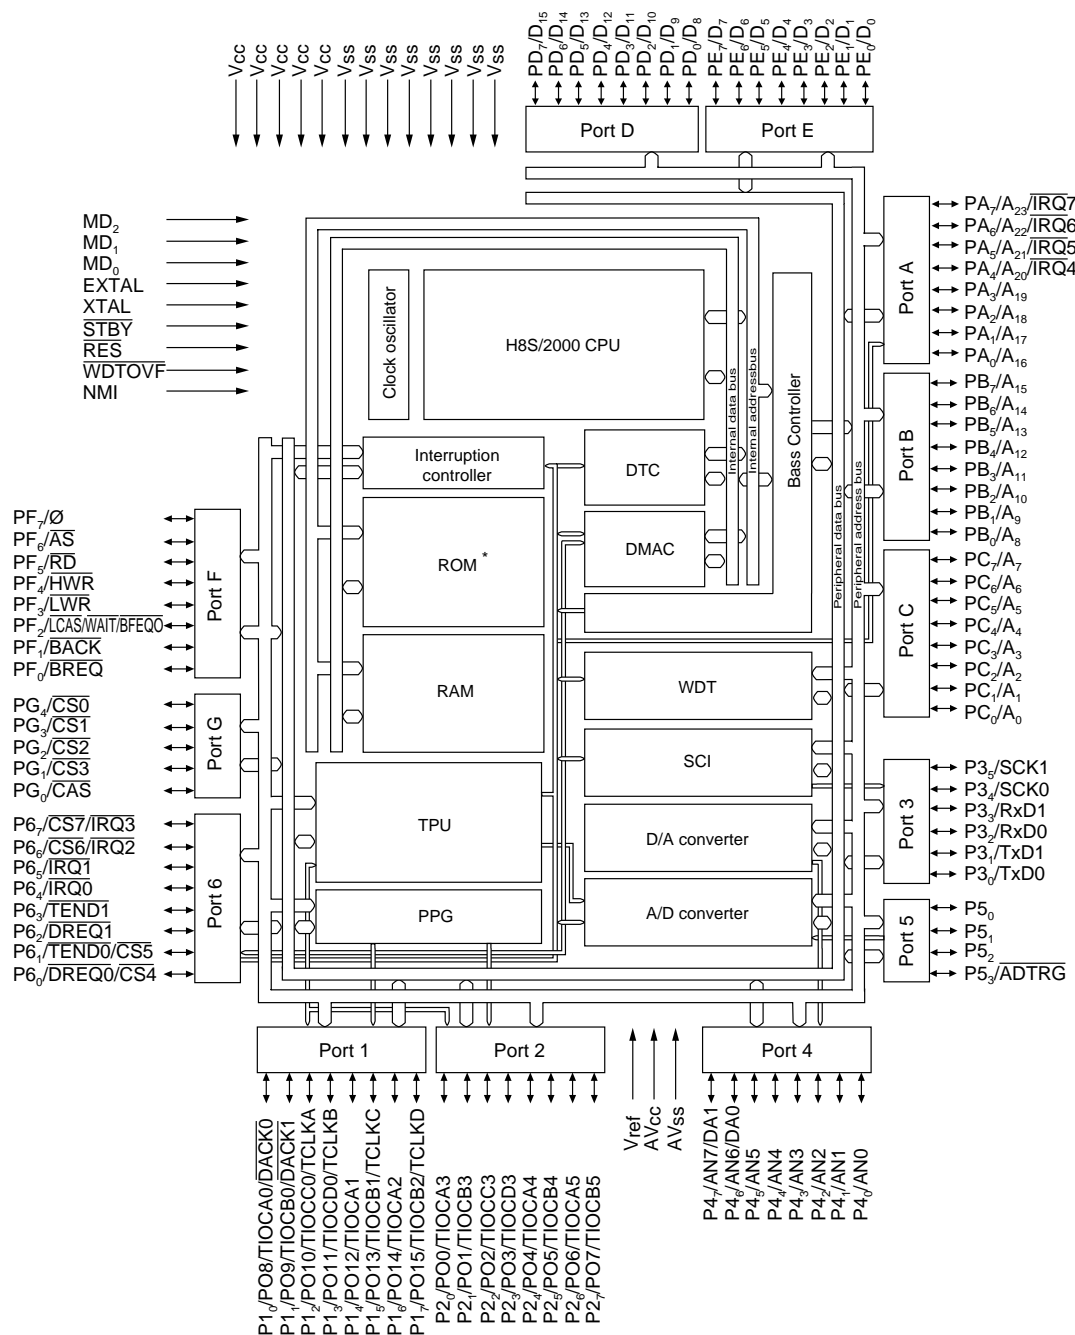 Vcc
Vcc
Vcc
Vcc
Vcc
Vss
Vss
Vss
Vss
Vss
Vss
Vss
Vss
PD7/D15
PD6/D14
PD5/D13
PD4/D12
PD3/D11
PD2/D10
PD1/D9
PD0/D8
PE7/D7
PE6/D6
PE5/D5
PE4/D4
PE3/D3
PE2/D2
PE1/D1
PE0/D0
Port D
Port E
MD2
MD1
MD0
EXTAL
XTAL
STBY
RES
WDTOVF
NMI
Clock oscillator
H8S/2000 CPU
Interruption
controller
DTC
ROM *
DMAC
RAM
WDT
SCI
TPU
D/A converter
PPG
A/D converter
Internal data bus
Internal addressbus
Bass Controller
Peripheral data bus
Peripheral address bus
Port A
PA7/A23/IRQ7
PA6/A22/IRQ6
PA5/A21/IRQ5
PA4/A20/IRQ4
PA3/A19
PA2/A18
PA1/A17
PA0/A16
Port B
PB7/A15
PB6/A14
PB5/A13
PB4/A12
PB3/A11
PB2/A10
PB1/A9
PB0/A8
Port C
PC7/A7
PC6/A6
PC5/A5
PC4/A4
PC3/A3
PC2/A2
PC1/A1
PC0/A0
Port 3
P35/SCK1
P34/SCK0
P33/RxD1
P32/RxD0
P31/TxD1
P30/TxD0
Port 5
P50
P51
P52
P53/ADTRG
PF7/Ø
PF6/AS
PF5/RD
PF4/HWR
PF3/LWR
PF2/LCAS/WAIT/BFEQO
PF1/BACK
PF0/BREQ
Port F
PG4/CS0
PG3/CS1
PG2/CS2
PG1/CS3
PG0/CAS
Port G
P67/CS7/IRQ3
P66/CS6/IRQ2
P65/IRQ1
P64/IRQ0
P63/TEND1
P62/DREQ1
P61/TEND0/CS5
P60/DREQ0/CS4
Port 6
Port 1
Port 2
Port 4
P10/PO8/TIOCA0/DACK0
P11/PO9/TIOCB0/DACK1
P12/PO10/TIOCC0/TCLKA
P13/PO11/TIOCD0/TCLKB
P14/PO12/TIOCA1
P15/PO13/TIOCB1/TCLKC
P16/PO14/TIOCA2
P17/PO15/TIOCB2/TCLKD
P20/PO0/TIOCA3
P21/PO1/TIOCB3
P22/PO2/TIOCC3
P23/PO3/TIOCD3
P24/PO4/TIOCA4
P25/PO5/TIOCB4
P26/PO6/TIOCA5
P27/PO7/TIOCB5
Vref
AVcc
AVss
P47/AN7/DA1
P46/AN6/DA0
P45/AN5
P44/AN4
P43/AN3
P42/AN2
P41/AN1
P40/AN0